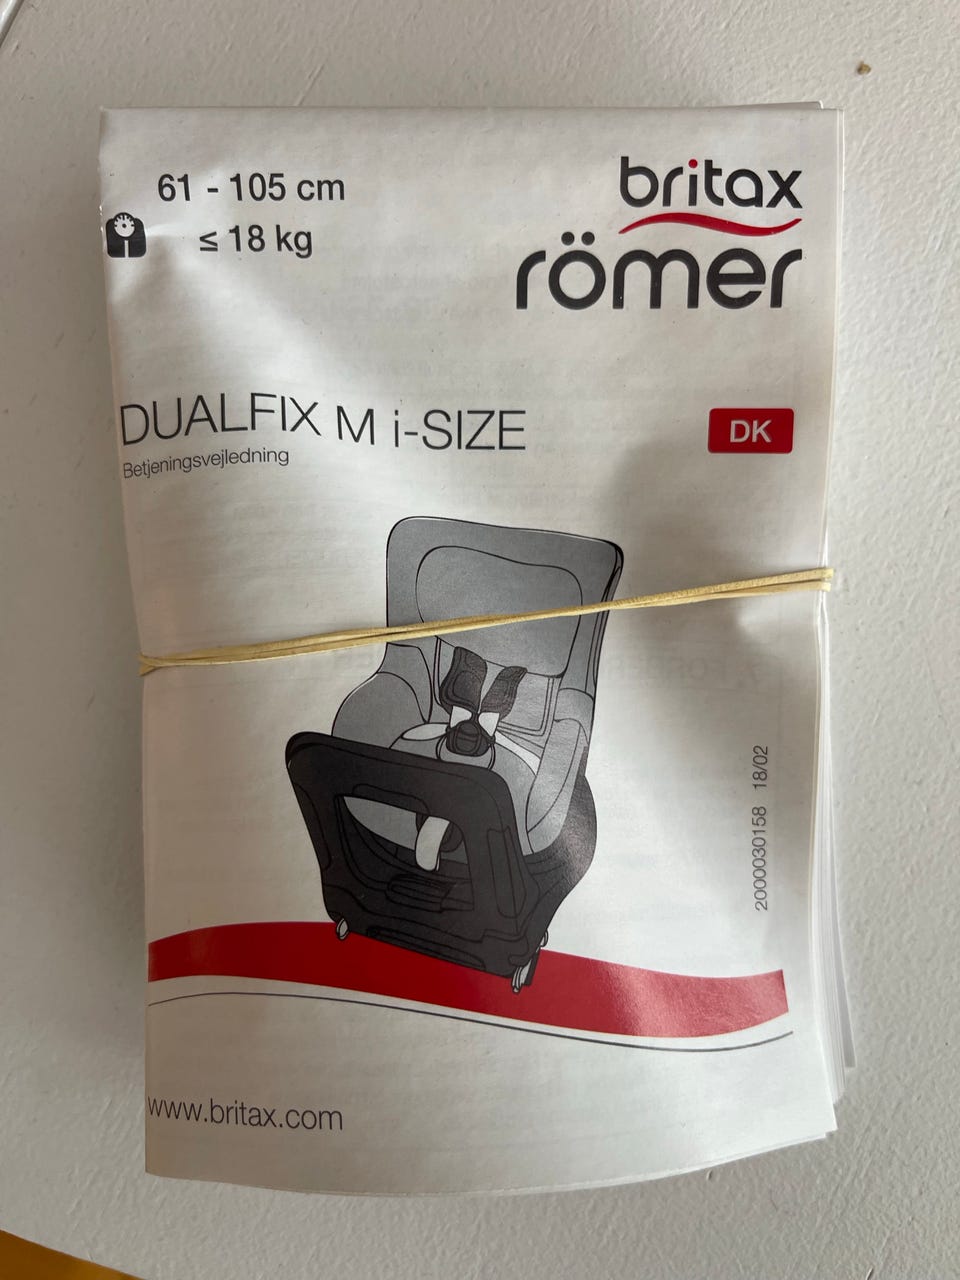 61 - 105 cm
≤ 18 kg
britax
römer
DUALFIX M i-SIZE
DK
Betjeningsvejledning
2000030158 18/02
www.britax.com